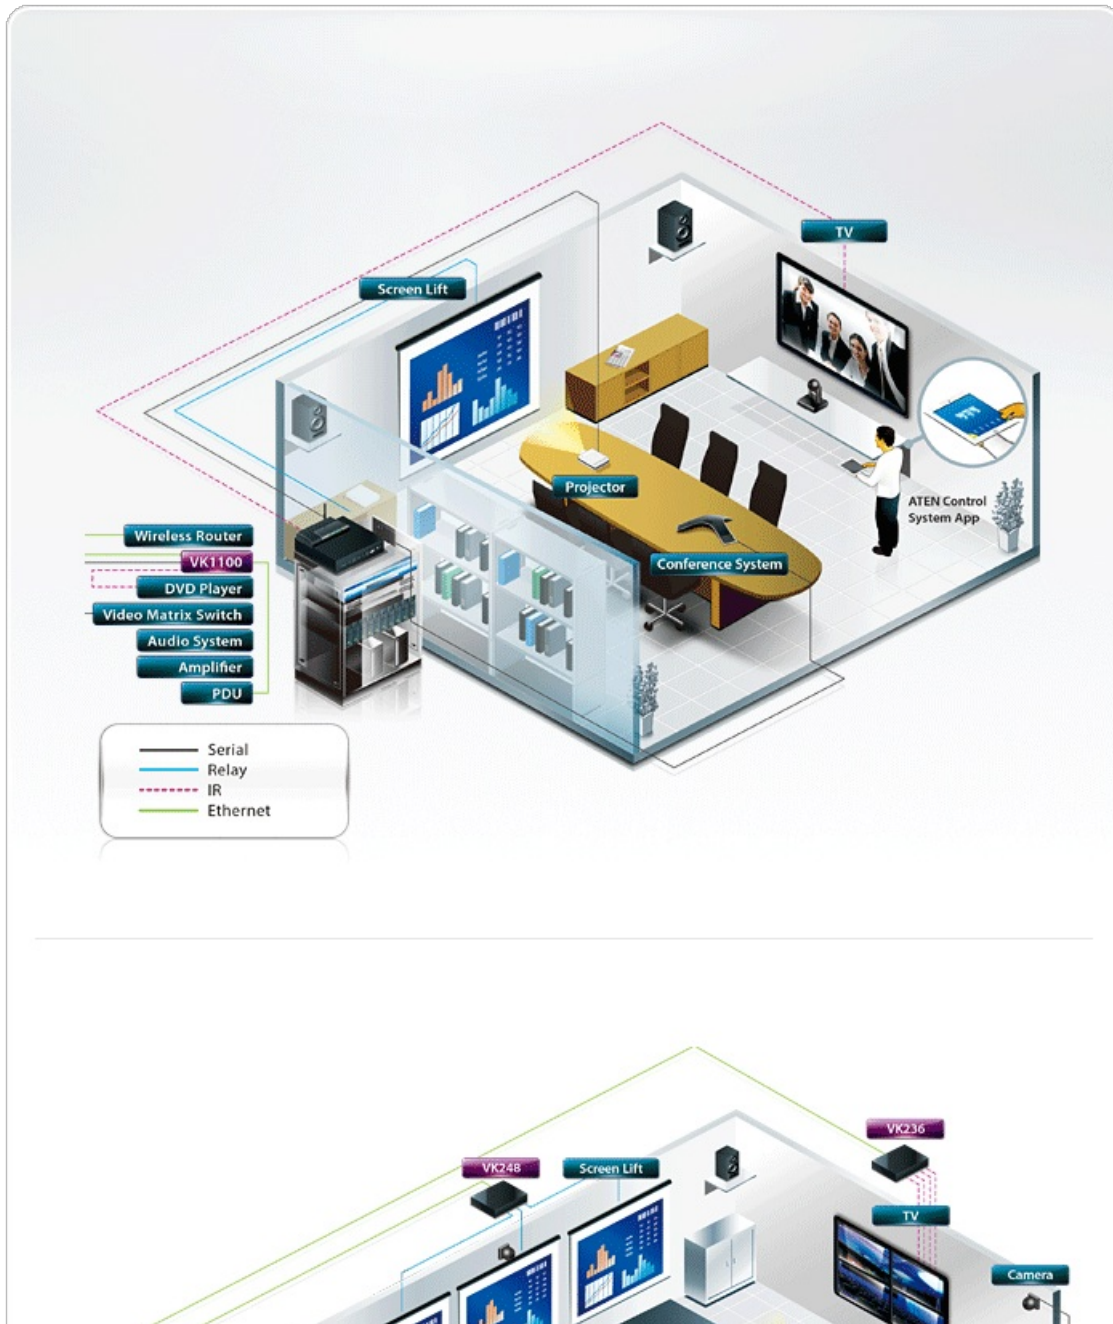 TV
Screen Lift
Projector
ATEN Control
System App
Wireless Router
VK1100
Conference System
DVD Player
Video Matrix Switch
Audio System
Amplifier
PDU
Serial
Relay
IR
Ethernet
VK236
VK248
Screen Lift
TV
Camera